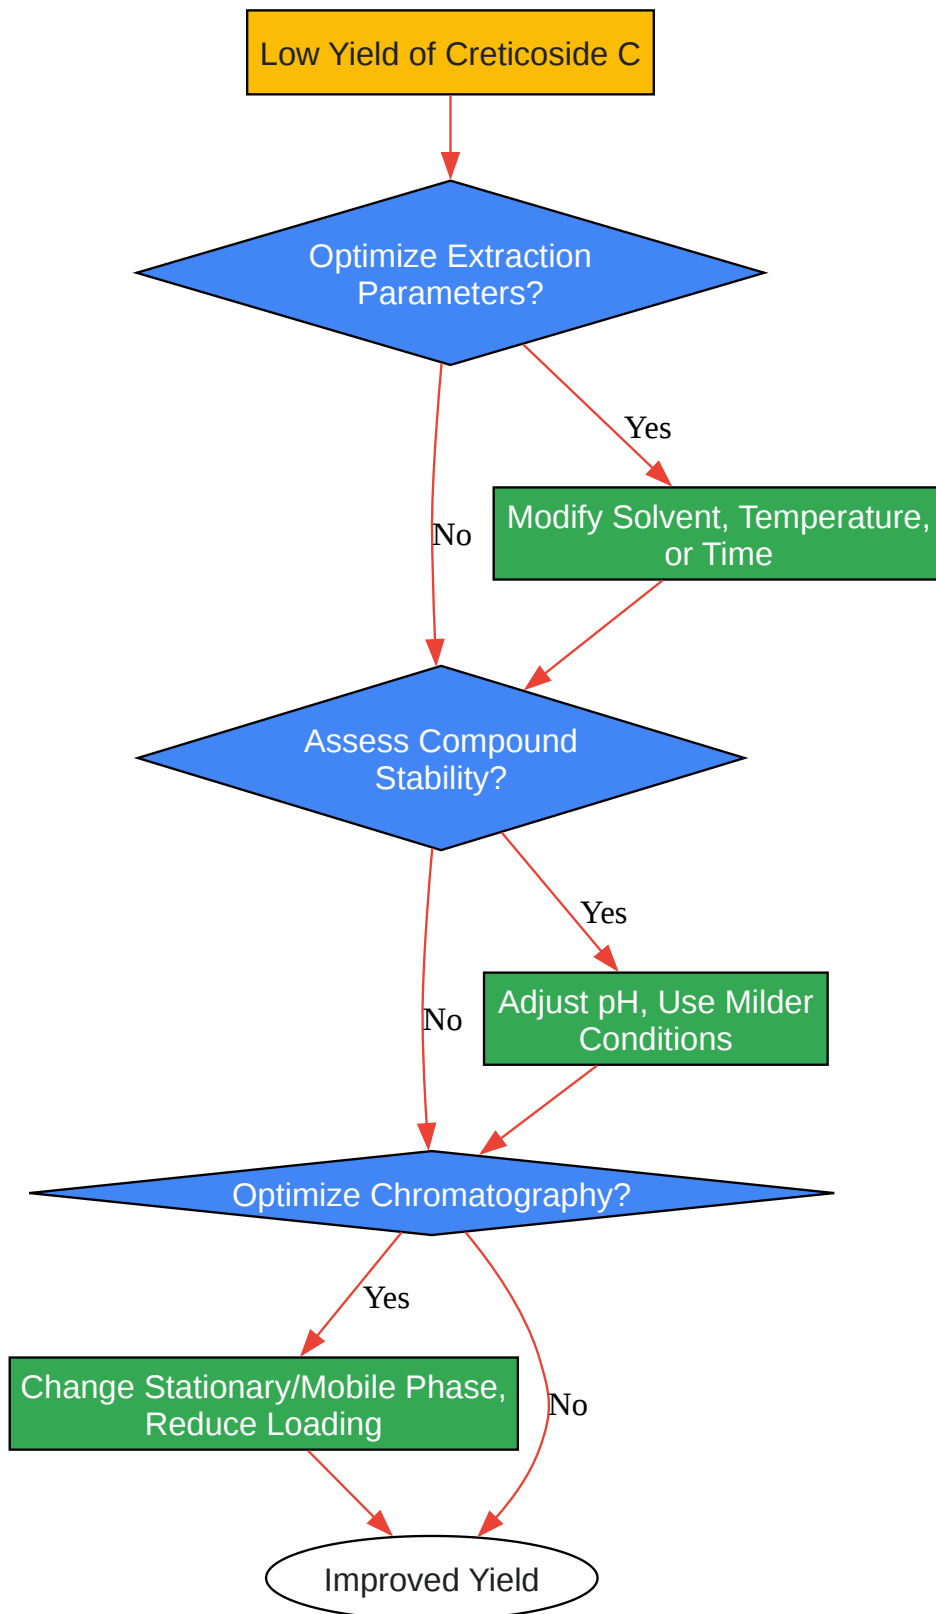 Low Yield of Creticoside C
Optimize Extraction
Parameters?
Yes
No
Modify Solvent, Temperature,
or Time
Assess Compound
Stability?
Yes
No
Adjust pH, Use Milder
Conditions
Optimize Chromatography?
Yes
Change Stationary/Mobile Phase,
Reduce Loading
No
Improved Yield